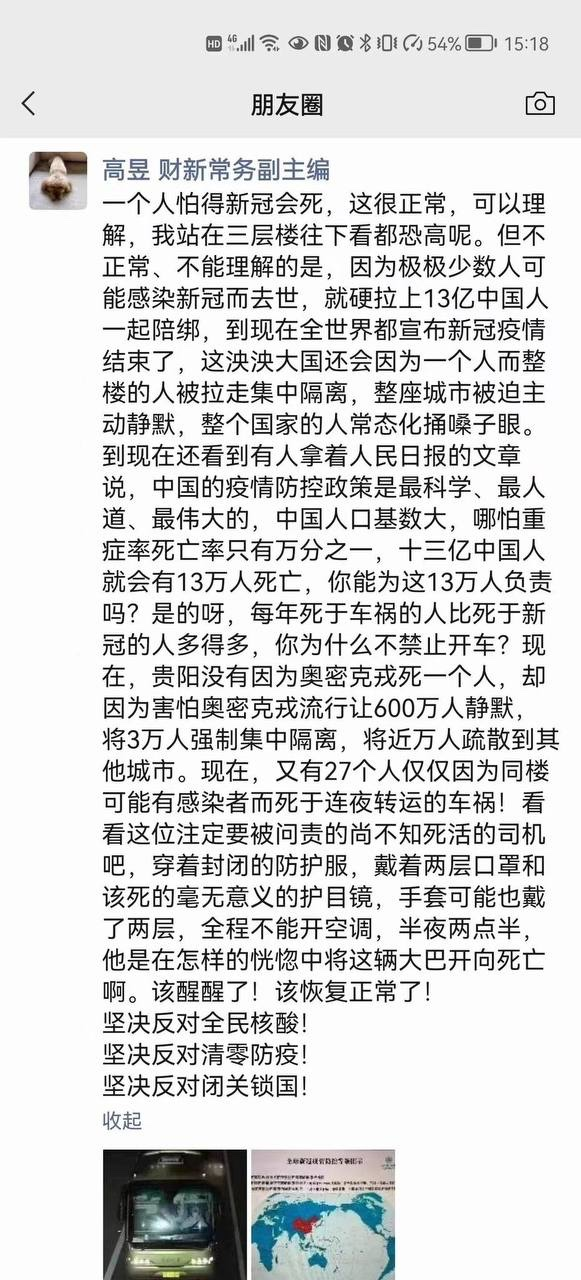 HD 4G 54% 15:18
朋友圈
高昱 财新常务副主编
一个人怕得新冠会死，这很正常，可以理
解，我站在三层楼往下看都恐高呢。但不
正常、不能理解的是，因为极极少数人可
能感染新冠而去世，就硬拉上13亿中国人
一起陪绑，到现在全世界都宣布新冠疫情
结束了，这泱泱大国还会因为一个人而整
楼的人被拉走集中隔离，整座城市被迫主
动静默，整个国家的人常态化捅嗓子眼。
到现在还看到有人拿着人民日报的文章
说，中国的疫情防控政策是最科学、最人
道、最伟大的，中国人口基数大，哪怕重
症率死亡率只有万分之一，十三亿中国人
就会有13万人死亡，你能为这13万人负责
吗？是的呀，每年死于车祸的人比死于新
冠的人多得多，你为什么不禁止开车？现
在，贵阳没有因为奥密克戎死一个人，却
因为害怕奥密克戎流行让600万人静默，
将3万人强制集中隔离，将近万人疏散到其
他城市。现在，又有27个人仅仅因为同楼
可能有感染者而死于连夜转运的车祸！看
看这位注定要被问责的尚不知死活的司机
吧，穿着封闭的防护服，戴着两层口罩和
该死的毫无意义的护目镜，手套可能也戴
了两层，全程不能开空调，半夜两点半，
他是在怎样的恍惚中将这辆大巴开向死亡
啊。该醒醒了！该恢复正常了！
坚决反对全民核酸！
坚决反对清零防疫！
坚决反对闭关锁国！
收起